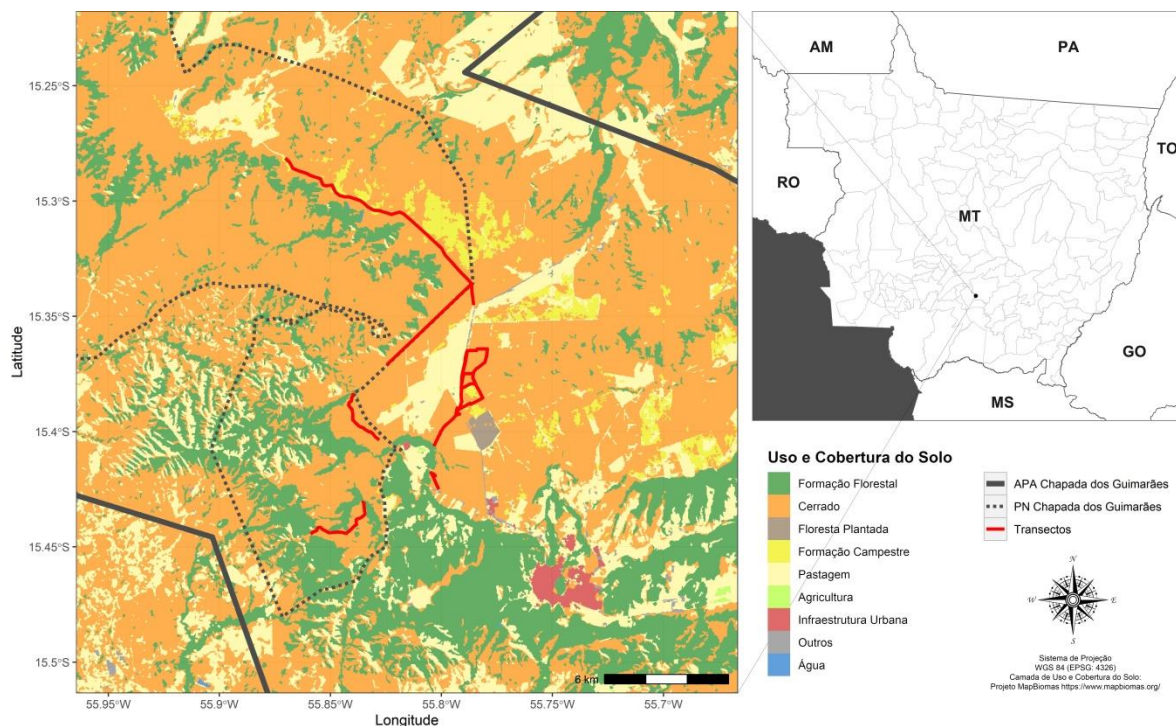 15.25°S
15.3°S
15.35°S
15.4°S
15.45°S
15.5°S
Latitude
55.95°W
55.9°W
55.85°W
55.8°W
55.75°W
55.7°W
Longitude
6 km
AM
PA
TO
RO
MT
GO
MS
Uso e Cobertura do Solo
Formação Florestal
Cerrado
Floresta Plantada
Formação Campestre
Pastagem
Agricultura
Infraestrutura Urbana
Outros
Água
APA Chapada dos Guimarães
PN Chapada dos Guimarães
Transectos
N
W
E
S
Sistema de Projeção
WGS 84 (EPSG: 4326)
Camada de Uso e Cobertura do Solo:
Projeto MapBiomas https://www.mapbiomas.org/